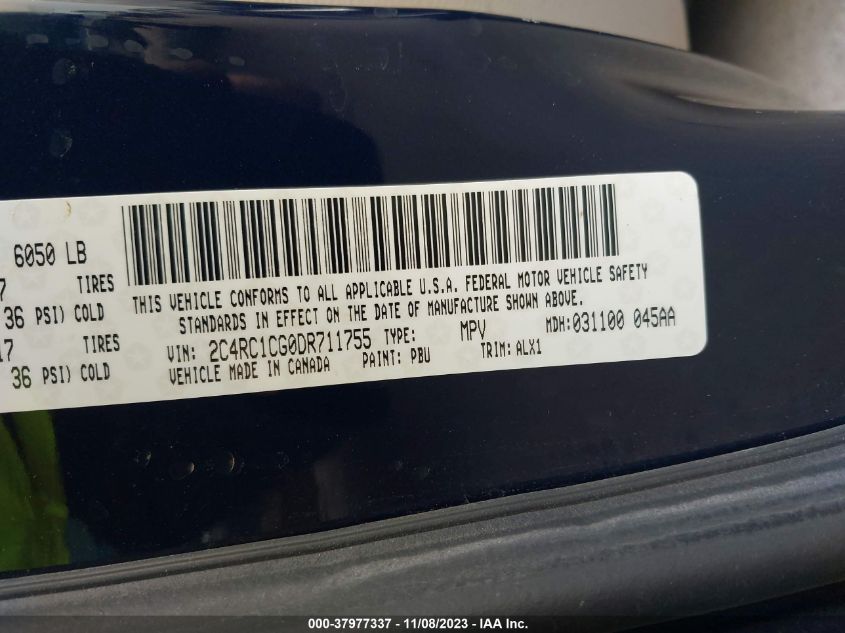 6050 LB
7 TIRES
36 PSI) COLD
17 TIRES
36 PSI) COLD
THIS VEHICLE CONFORMS TO ALL APPLICABLE U.S.A. FEDERAL MOTOR VEHICLE SAFETY
STANDARDS IN EFFECT ON THE DATE OF MANUFACTURE SHOWN ABOVE.
VIN: 2C4RC1CG0DR711755 TYPE: MPV MDH:031100 045AA
VEHICLE MADE IN CANADA PAINT: PBU TRIM:ALX1
000-37977337 - 11/08/2023 - IAA Inc.